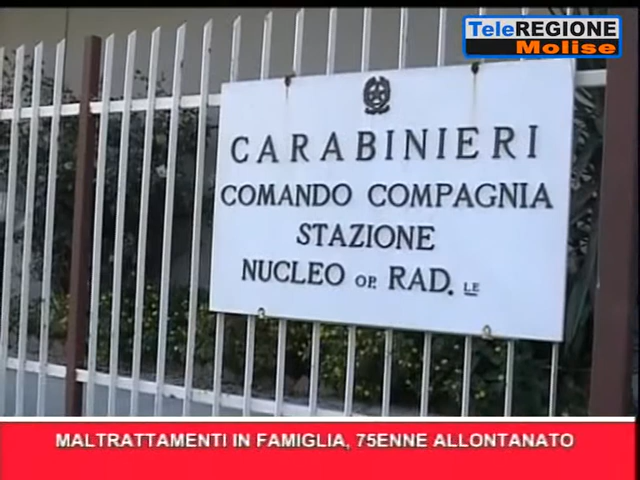 TeleREGIONE
Molise
CARABINIERI
COMANDO COMPAGNIA
STAZIONE
NUCLEO OP. RAD. LE
MALTRATTAMENTI IN FAMIGLIA, 75ENNE ALLONTANATO